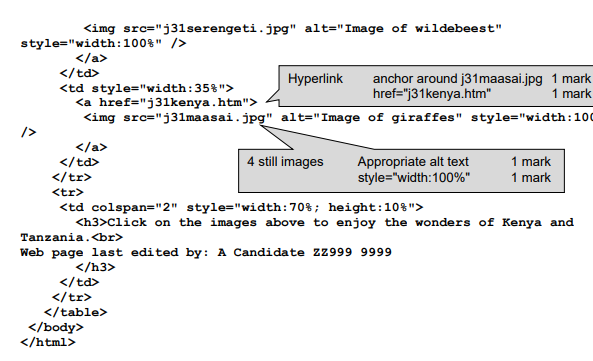 <img src="j31serengeti.jpg" alt="Image of wildebeest"
style="width:100%" />
</a>
</td>
<td style="width:35%">
<a href="j31kenya.htm">
Hyperlink anchor around j31maasai.jpg 1 mark
href="j31kenya.htm" 1 mark
<img src="j31maasai.jpg" alt="Image of giraffes" style="width:100
/>
</a>
</td>
</tr>
4 still images Appropriate alt text 1 mark
style="width:100%" 1 mark
<tr>
<td colspan="2" style="width:70%; height:10%">
<h3>Click on the images above to enjoy the wonders of Kenya and
Tanzania.<br>
Web page last edited by: A Candidate ZZ999 9999
</h3>
</td>
</tr>
</table>
</body>
</html>